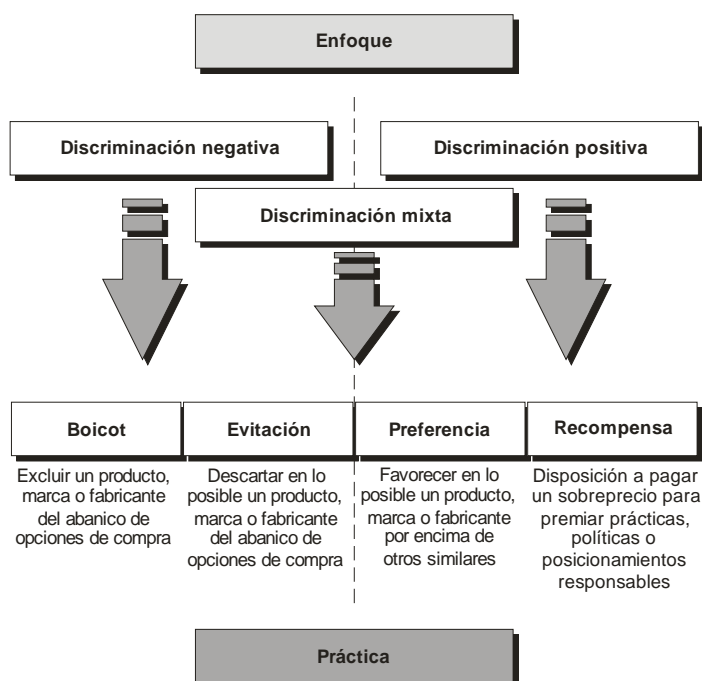 Enfoque
Discriminación negativa
Discriminación positiva
Discriminación mixta
Boicot
Excluir un producto,
marca o fabricante
del abanico de
opciones de compra
Evitación
Descartar en lo
posible un producto,
marca o fabricante
del abanico de
opciones de compra
Preferencia
Favorecer en lo
posible un producto,
marca o fabricante
por encima de
otros similares
Recompensa
Disposición a pagar
un sobreprecio para
premiar prácticas,
políticas o
posicionamientos
responsables
Práctica